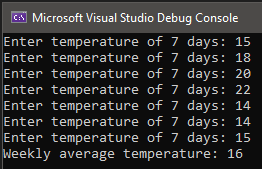 Microsoft Visual Studio Debug Console
Enter temperature of 7 days: 15
Enter temperature of 7 days: 18
Enter temperature of 7 days: 20
Enter temperature of 7 days: 22
Enter temperature of 7 days: 14
Enter temperature of 7 days: 14
Enter temperature of 7 days: 15
Weekly average temperature: 16